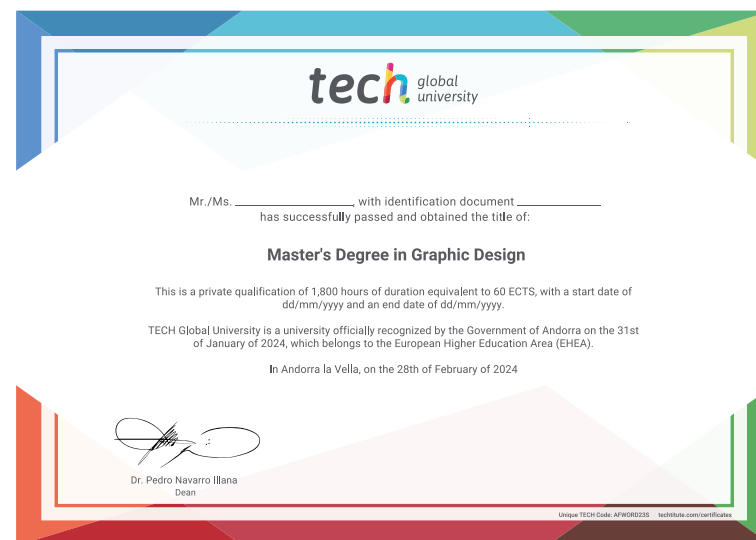 tech global university
Mr./Ms. ____________, with identification document ____________
has successfully passed and obtained the title of:
Master's Degree in Graphic Design
This is a private qualification of 1,800 hours of duration equivalent to 60 ECTS, with a start date of
dd/mm/yyyy and an end date of dd/mm/yyyy.
TECH Global University is a university officially recognized by the Government of Andorra on the 31st
of January of 2024, which belongs to the European Higher Education Area (EHEA).
In Andorra la Vella, on the 28th of February of 2024
Dr. Pedro Navarro Illana
Dean
Unique TECH Code: AFWORD23S techtitute.com/certificates